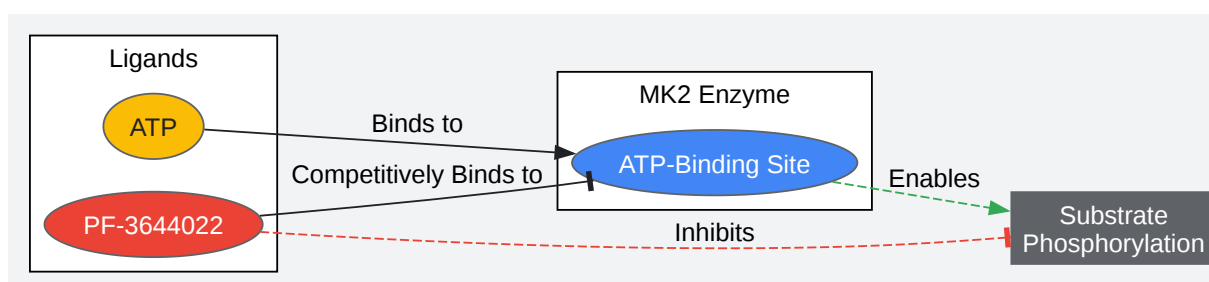 Ligands
ATP
PF-3644022
Binds to
Competitively Binds to
MK2 Enzyme
ATP-Binding Site
Enables
Inhibits
Substrate
Phosphorylation